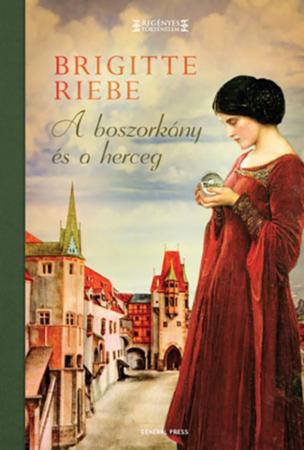 REGÉNYES
TÖRTÉNELEM
BRIGITTE
RIEBE
A boszorkány
és a herceg
GENERAL PRESS